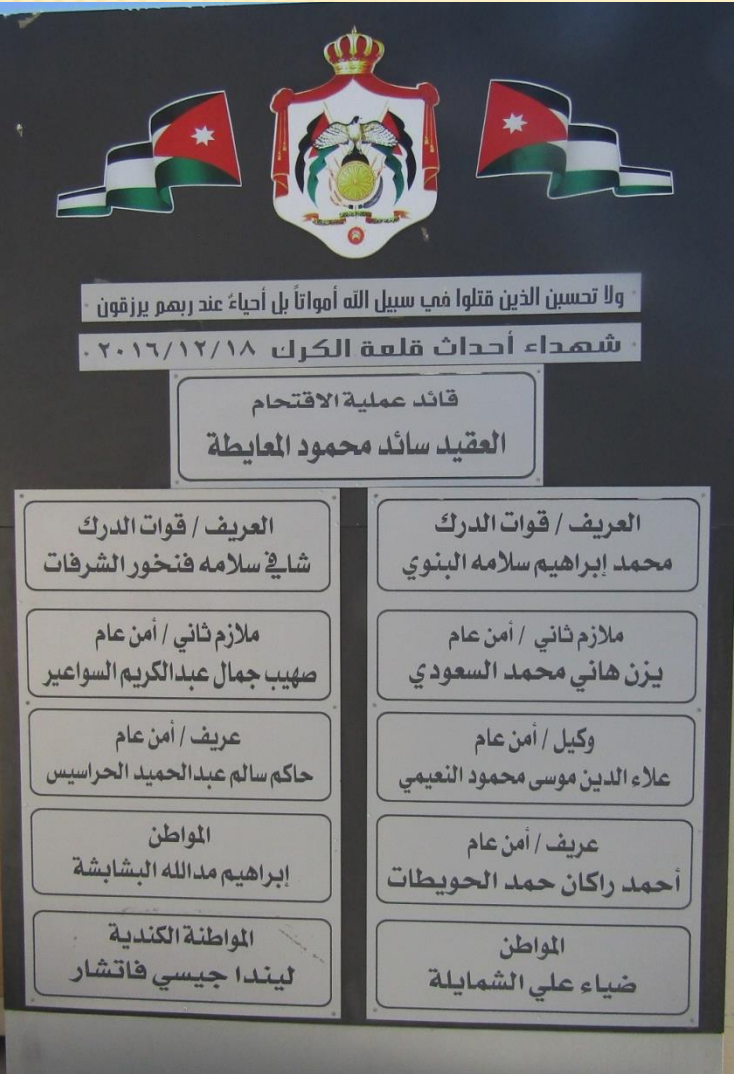 ولا تحسبن الذين قتلوا في سبيل الله أمواتاً بل أحياءٌ عند ربهم يرزقون
شهداء أحداث قلعة الكرك ٢٠١٦/١٢/١٨
قائد عملية الاقتحام
العقيد سائد محمود المعايطة
العريف / قوات الدرك
محمد إبراهيم سلامه البنوي
ملازم ثاني / أمن عام
يزن هاني محمد السعودي
وكيل / أمن عام
علاء الدين موسى محمود النعيمي
عريف / أمن عام
أحمد راكان حمد الحويطات
المواطن
ضياء علي الشمايلة
العريف / قوات الدرك
شافي سلامه فنخور الشرفات
ملازم ثاني / أمن عام
صهيب جمال عبدالكريم السواعير
عريف / أمن عام
حاكم سالم عبدالحميد الحراسيس
المواطن
إبراهيم مدالله البشابشة
المواطنة الكندية
ليندا جيسي فاتشار